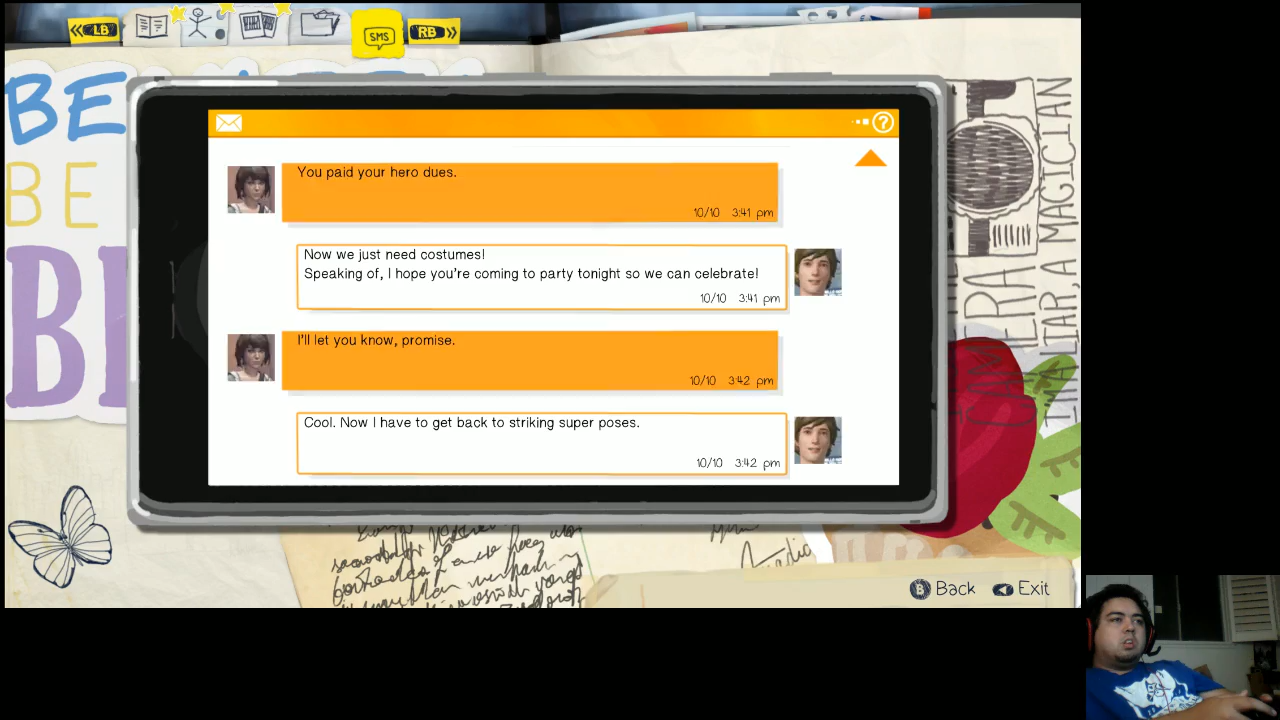 LB
SMS
RB
BE
BE
You paid your hero dues.
10/10 3:41 pm
Now we just need costumes!
Speaking of, I hope you're coming to party tonight so we can celebrate!
10/10 3:41 pm
I'll let you know, promise.
10/10 3:42 pm
Cool. Now I have to get back to striking super poses.
10/10 3:42 pm
LIAR, A MAGICIAN
B Back
Exit